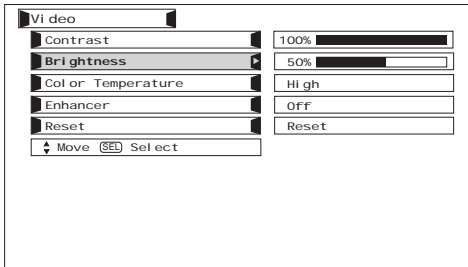 Video
Contrast 100%
Brightness 50%
Color Temperature High
Enhancer Off
Reset Reset
Move SEL Select